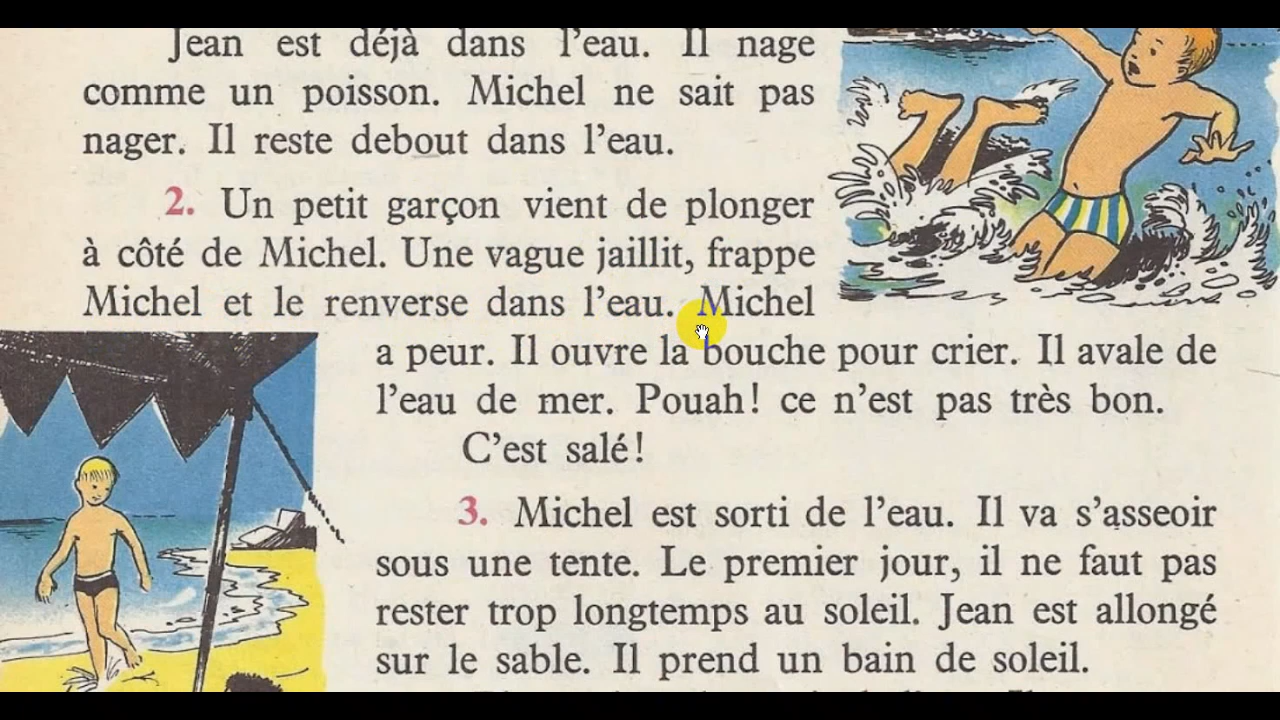 Jean est déjà dans l'eau. Il nage
comme un poisson. Michel ne sait pas
nager. Il reste debout dans l'eau.
2. Un petit garçon vient de plonger
à côté de Michel. Une vague jaillit, frappe
Michel et le renverse dans l'eau. Michel
a peur. Il ouvre la bouche pour crier. Il avale de
l'eau de mer. Pouah! ce n'est pas très bon.
C'est salé!
3. Michel est sorti de l'eau. Il va s'asseoir
sous une tente. Le premier jour, il ne faut pas
rester trop longtemps au soleil. Jean est allongé
sur le sable. Il prend un bain de soleil.